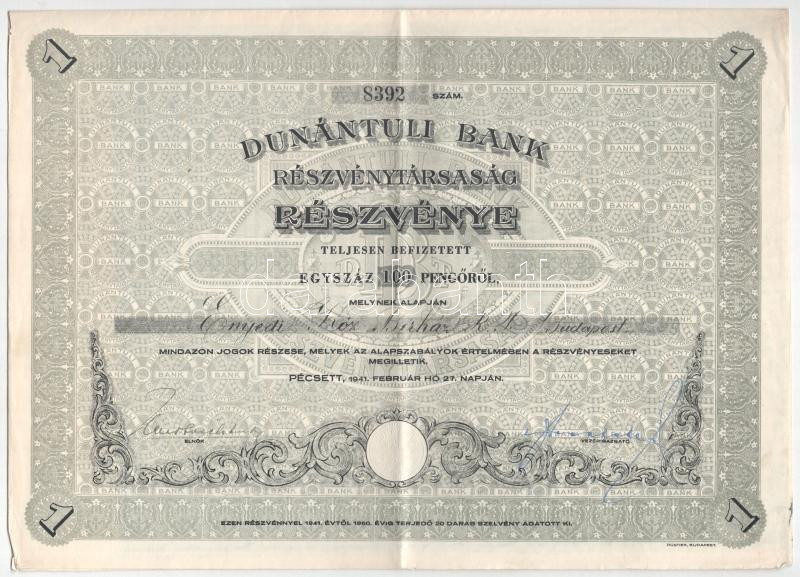 1 1
8392 SZÁM.
DUNÁNTULI BANK
RÉSZVÉNYTÁRSASÁG
RÉSZVÉNYE
TELJESEN BEFIZETETT
EGYSZÁZ 100 PENGŐRŐL,
MELYNEK ALAPJÁN
Enyedi Budapest
MINDAZON JOGOK RÉSZESE, MELYEK AZ ALAPSZABÁLYOK ÉRTELMÉBEN A RÉSZVÉNYESEKET
MEGILLETIK.
PÉCSETT, 1941. FEBRUÁR HÓ 27. NAPJÁN.
ELNÖK VEZÉRIGAZGATÓ
1 1
EZEN RÉSZVÉNNYEL 1941. ÉVTŐL 1960. ÉVIG TERJEDŐ 20 DARAB SZELVÉNY ADATOTT KI.